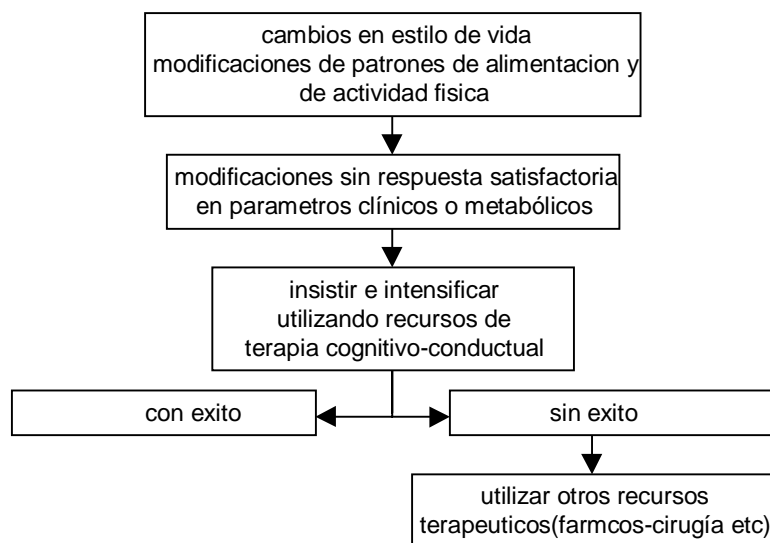 cambios en estilo de vida
modificaciones de patrones de alimentacion y
de actividad fisica
modificaciones sin respuesta satisfactoria
en parametros clínicos o metabólicos
insistir e intensificar
utilizando recursos de
terapia cognitivo-conductual
con exito
sin exito
utilizar otros recursos
terapeuticos(farmcos-cirugía etc)